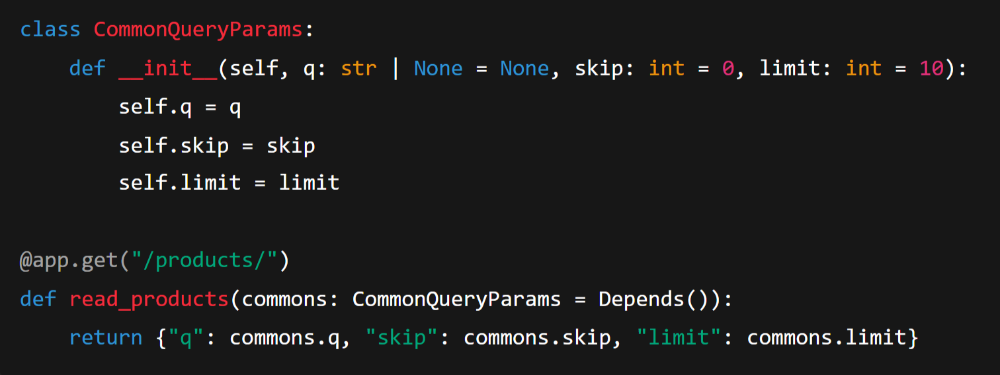 class CommonQueryParams:
    def __init__(self, q: str | None = None, skip: int = 0, limit: int = 10):
        self.q = q
        self.skip = skip
        self.limit = limit

@app.get("/products/")
def read_products(commons: CommonQueryParams = Depends()):
    return {"q": commons.q, "skip": commons.skip, "limit": commons.limit}